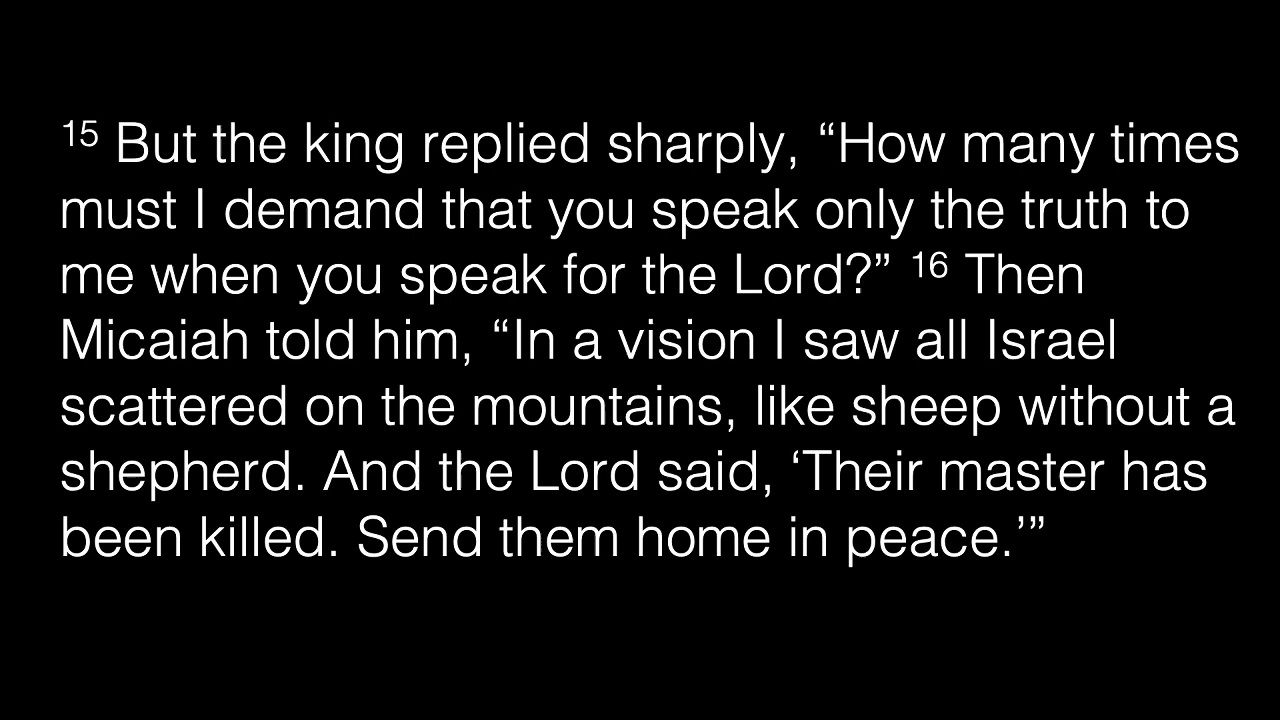 15 But the king replied sharply, “How many times
must I demand that you speak only the truth to
me when you speak for the Lord?” 16 Then
Micaiah told him, “In a vision I saw all Israel
scattered on the mountains, like sheep without a
shepherd. And the Lord said, ‘Their master has
been killed. Send them home in peace.’”